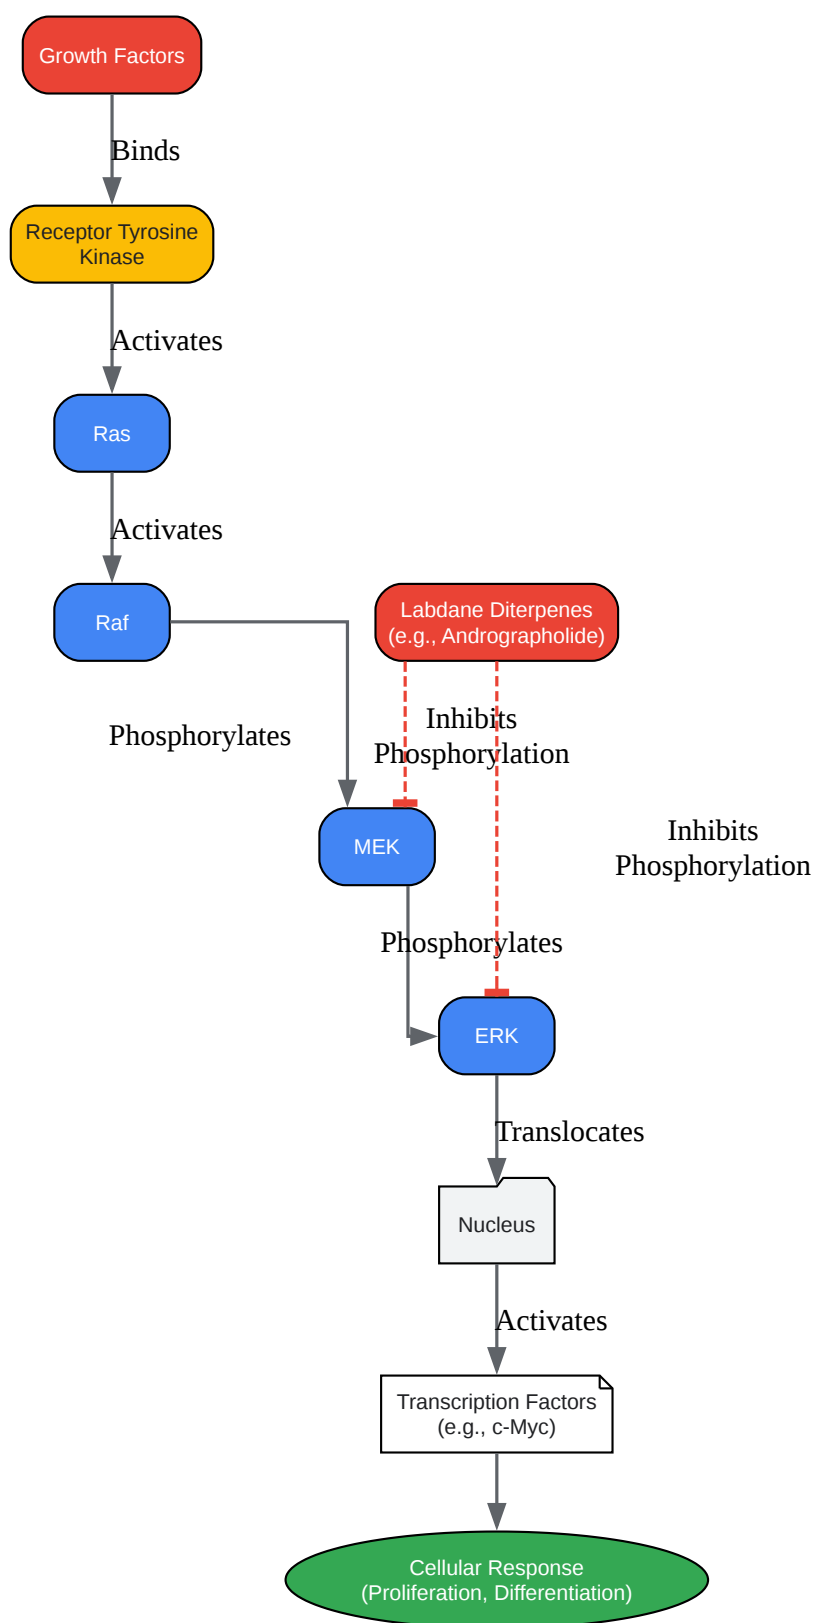 Growth Factors
Binds
Receptor Tyrosine
Kinase
Activates
Ras
Activates
Raf
Labdane Diterpenes
(e.g., Andrographolide)
Phosphorylates
Inhibits
Phosphorylation
MEK
Inhibits
Phosphorylation
Phosphorylates
ERK
Translocates
Nucleus
Activates
Transcription Factors
(e.g., c-Myc)
Cellular Response
(Proliferation, Differentiation)